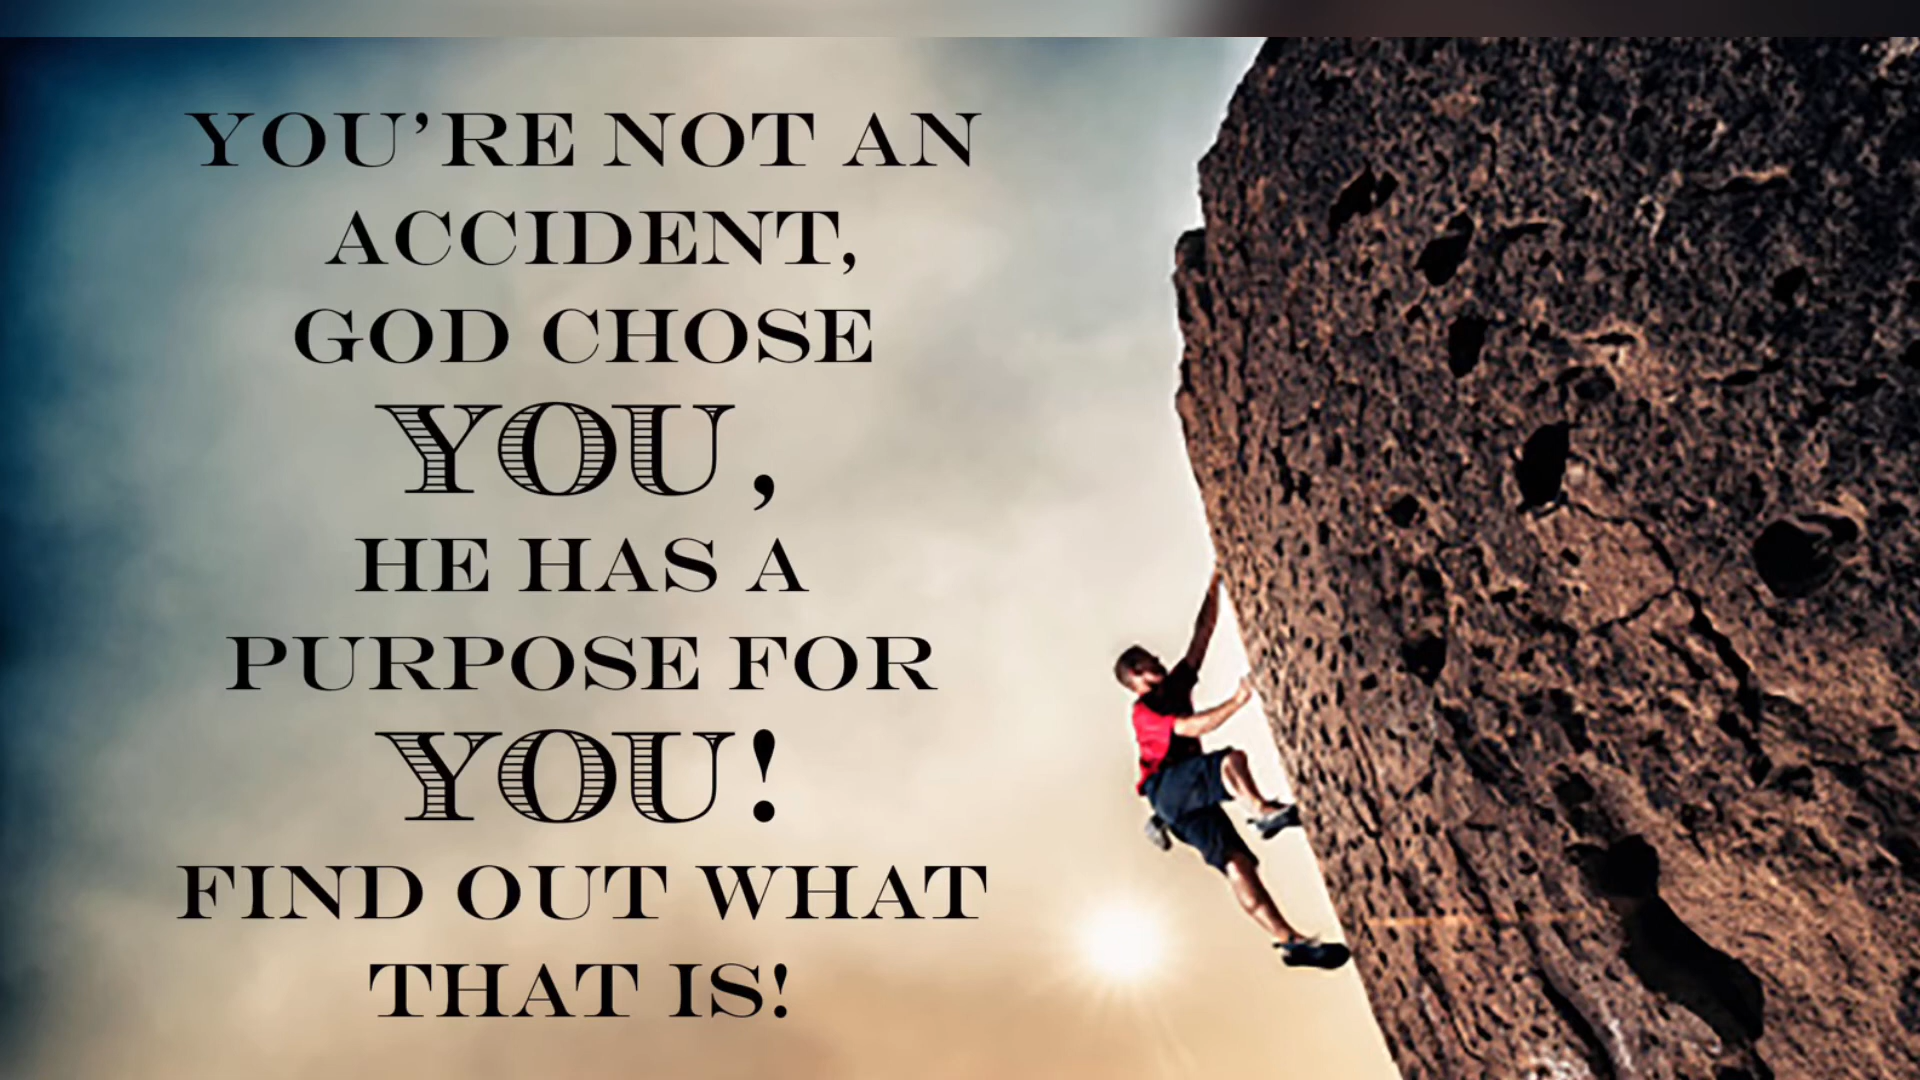 YOU'RE NOT AN
ACCIDENT,
GOD CHOSE
YOU,
HE HAS A
PURPOSE FOR
YOU!
FIND OUT WHAT
THAT IS!